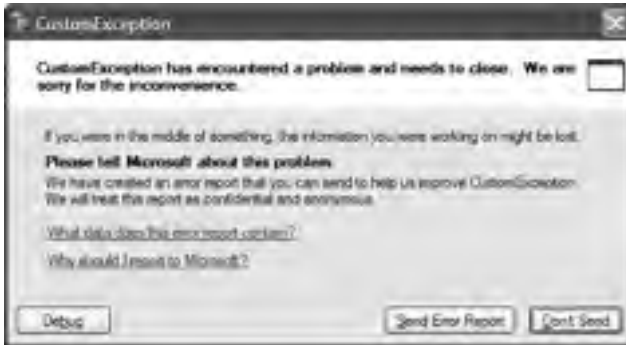 CustomException
CustomException has encountered a problem and needs to close. We are
sorry for the inconvenience.
If you were in the middle of something, the information you were working on might be lost.
Please tell Microsoft about this problem.
We have created an error report that you can send to help us improve CustomException.
We will treat this report as confidential and anonymous.
What data does this error report contain?
Why should I report to Microsoft?
Debug
Send Error Report
Don't Send